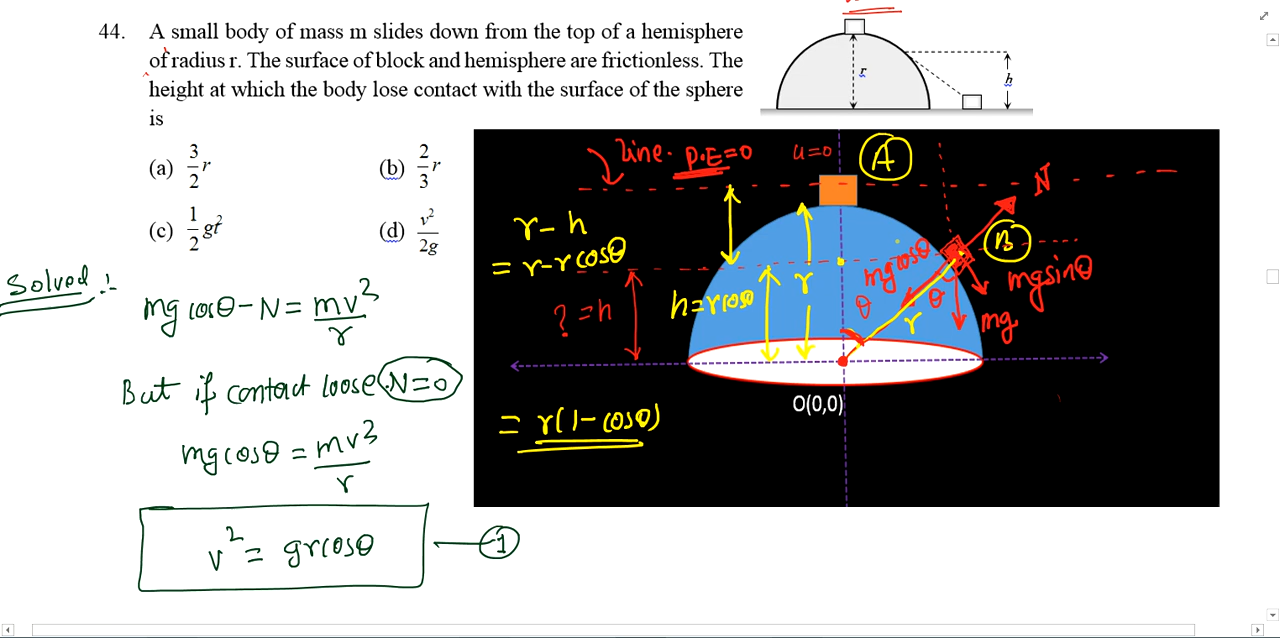 44. A small body of mass m slides down from the top of a hemisphere
of radius r. The surface of block and hemisphere are frictionless. The
height at which the body lose contact with the surface of the sphere
is
(a) 3/2 r (b) 2/3 r
(c) 1/2 gt² (d) v²/2g
r
h
Solved :-
mg cosθ - N = mv²/r
But if contact loose N=0
mg cosθ = mv²/r
v² = gr cosθ — 1
line. P.E=0
u=0
A
N
r-h
= r-r cosθ
B
mg cosθ
mg sinθ
θ
θ
mg
r
r
h=r cosθ
? =h
O(0,0)
= r(1-cosθ)